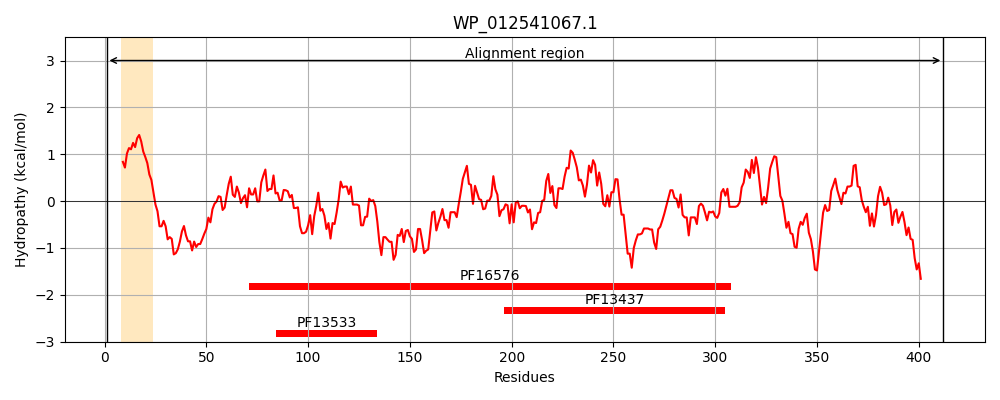 WP_012541067.1
Alignment region
3
2
1
0
−1
−2
−3
Hydropathy (kcal/mol)
PF16576
PF13437
PF13533
0 50 100 150 200 250 300 350 400
Residues